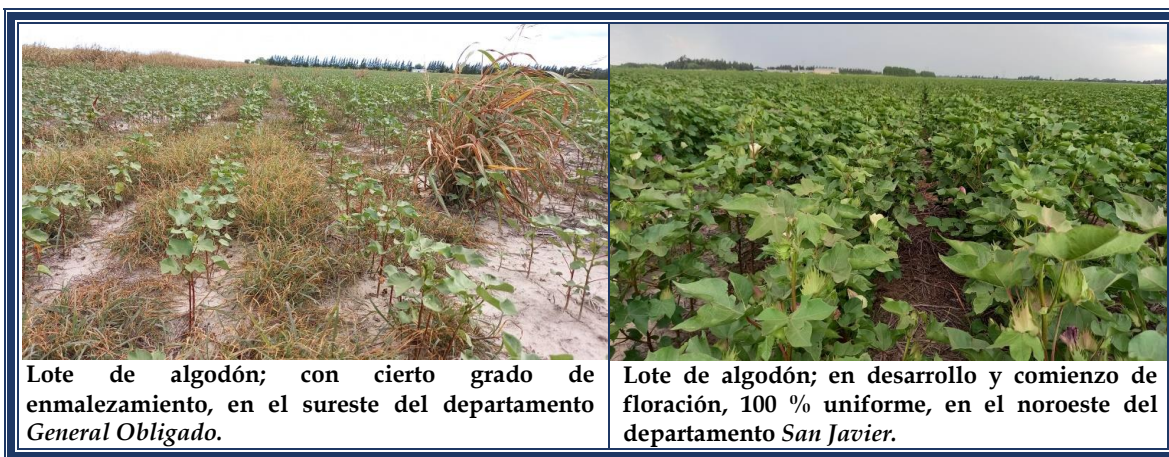 Lote de algodón; con cierto grado de
enmalezamiento, en el sureste del departamento
General Obligado.
Lote de algodón; en desarrollo y comienzo de
floración, 100 % uniforme, en el noroeste del
departamento San Javier.